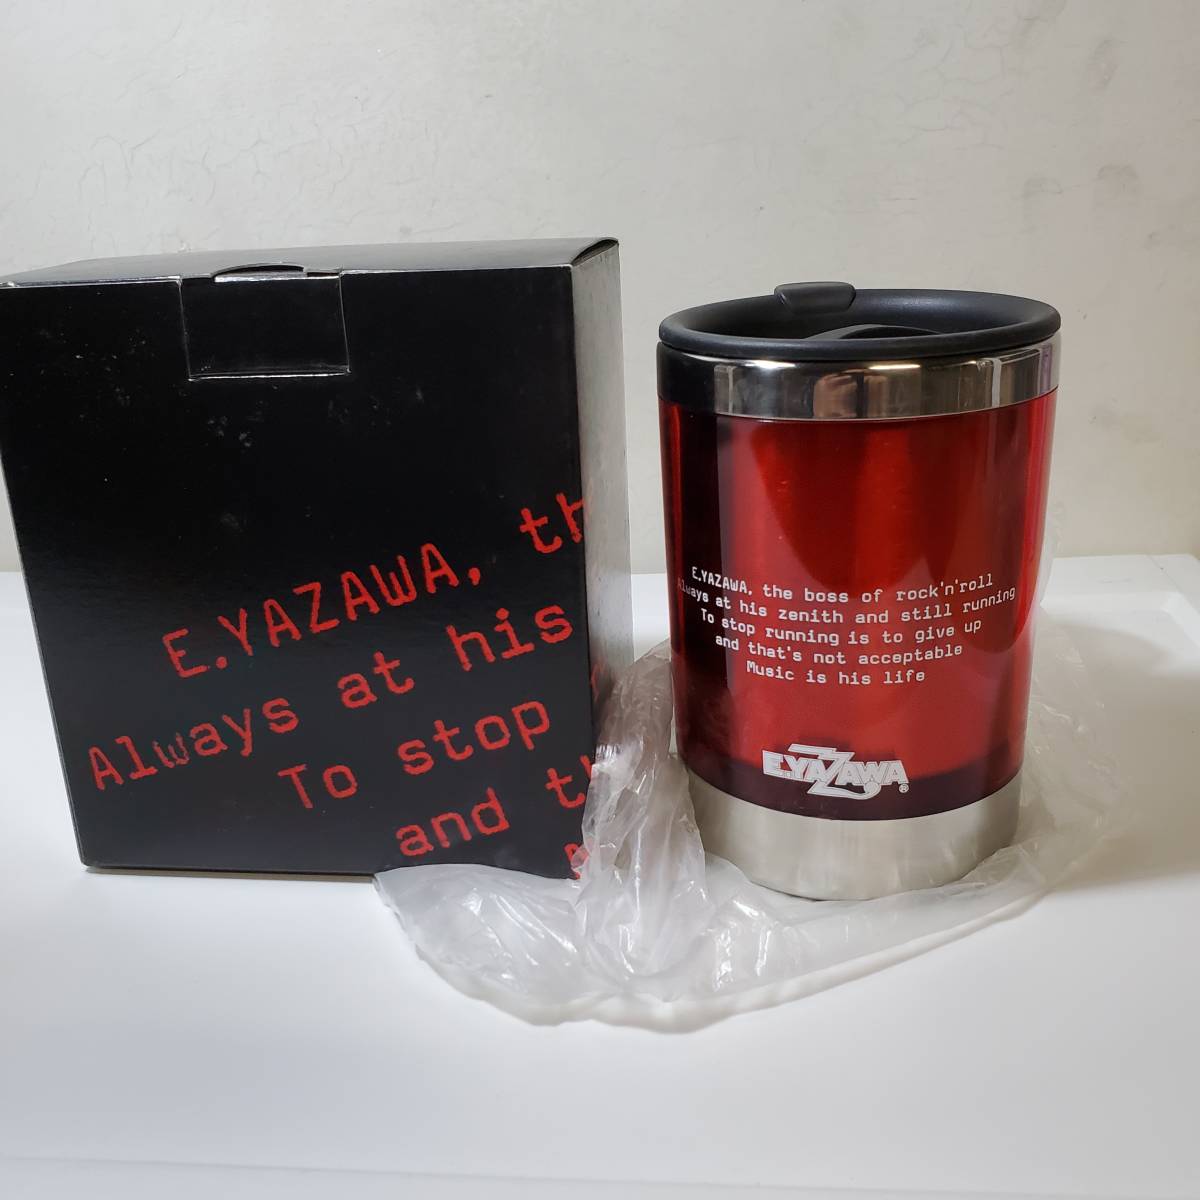 E.YAZAWA, th
Always at his
To stop
and th
E.YAZAWA, the boss of rock'n'roll
Always at his zenith and still running
To stop running is to give up
and that's not acceptable
Music is his life
E.YAZAWA®